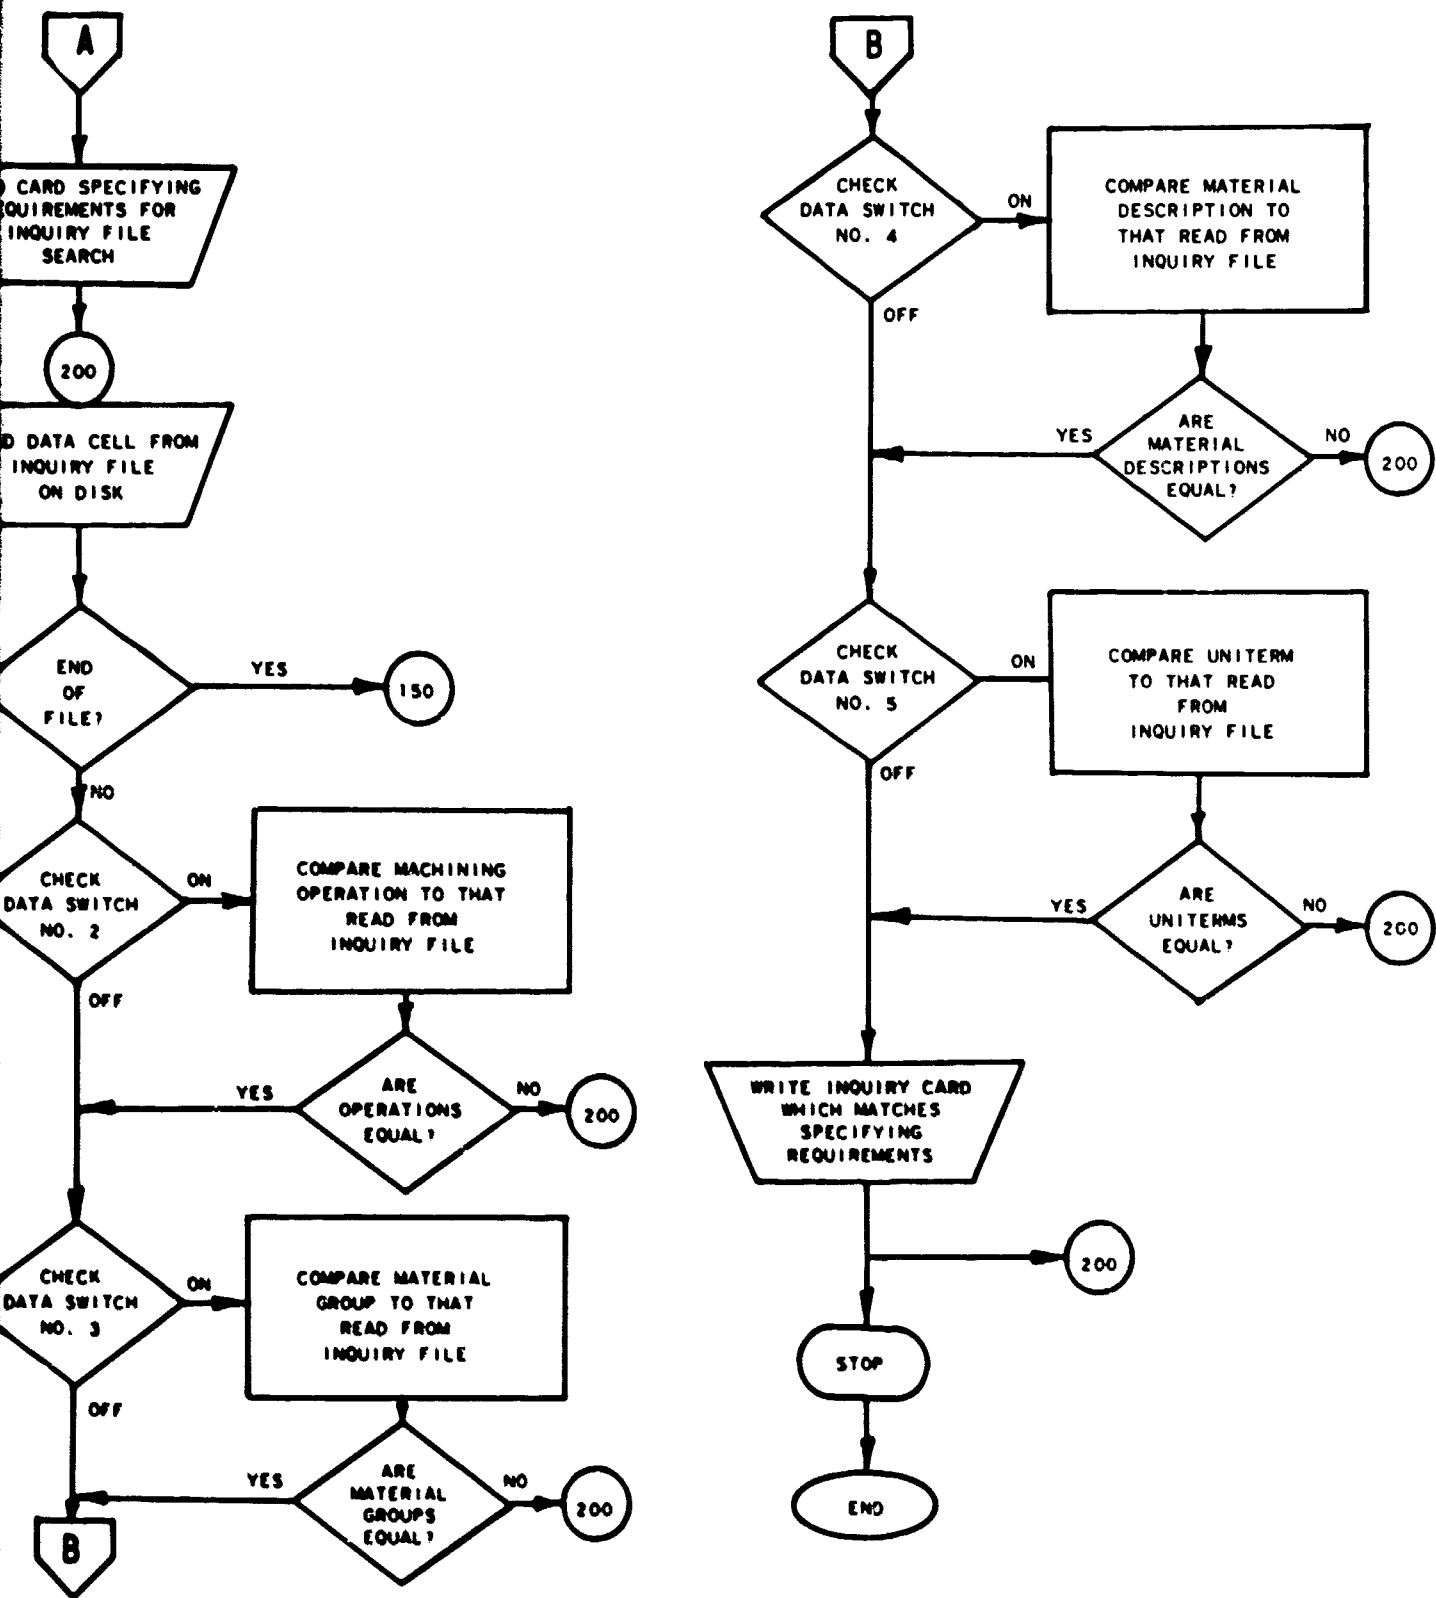 A
CARD SPECIFYING
QUIREMENTS FOR
INQUIRY FILE
SEARCH
200
D DATA CELL FROM
INQUIRY FILE
ON DISK
END
OF
FILE?
YES
150
NO
CHECK
DATA SWITCH
NO. 2
ON
COMPARE MACHINING
OPERATION TO THAT
READ FROM
INQUIRY FILE
OFF
ARE
OPERATIONS
EQUAL?
YES
NO
200
CHECK
DATA SWITCH
NO. 3
ON
COMPARE MATERIAL
GROUP TO THAT
READ FROM
INQUIRY FILE
OFF
ARE
MATERIAL
GROUPS
EQUAL?
YES
NO
200
B
B
CHECK
DATA SWITCH
NO. 4
ON
COMPARE MATERIAL
DESCRIPTION TO
THAT READ FROM
INQUIRY FILE
OFF
ARE
MATERIAL
DESCRIPTIONS
EQUAL?
YES
NO
200
CHECK
DATA SWITCH
NO. 5
ON
COMPARE UNITERM
TO THAT READ
FROM
INQUIRY FILE
OFF
ARE
UNITERMS
EQUAL?
YES
NO
200
WRITE INQUIRY CARD
WHICH MATCHES
SPECIFYING
REQUIREMENTS
200
STOP
END